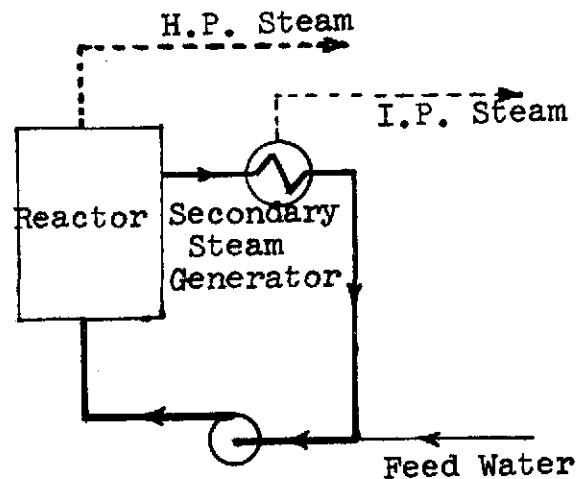 H.P. Steam
I.P. Steam
Reactor
Secondary
Steam
Generator
Feed Water